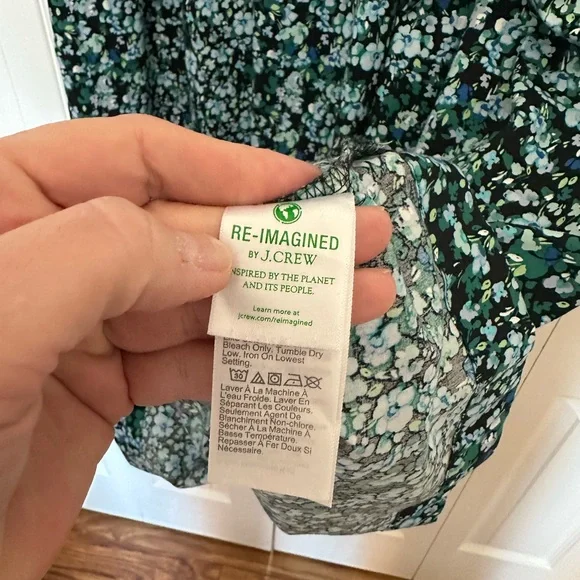 RE-IMAGINED
BY J.CREW
NSPIRED BY THE PLANET
AND ITS PEOPLE.
Learn more at
jcrew.com/reimagined
Bleach Only, Tumble Dry
Low, Iron On Lowest
Setting.
30
Laver À La Machine À
L'eau Froide. Laver En
Séparant Les Couleurs.
Seulement Agent De
Blanchiment Non-chlore.
Sécher À La Machine À
Basse Température.
Repasser À Fer Doux Si
Nécessaire.